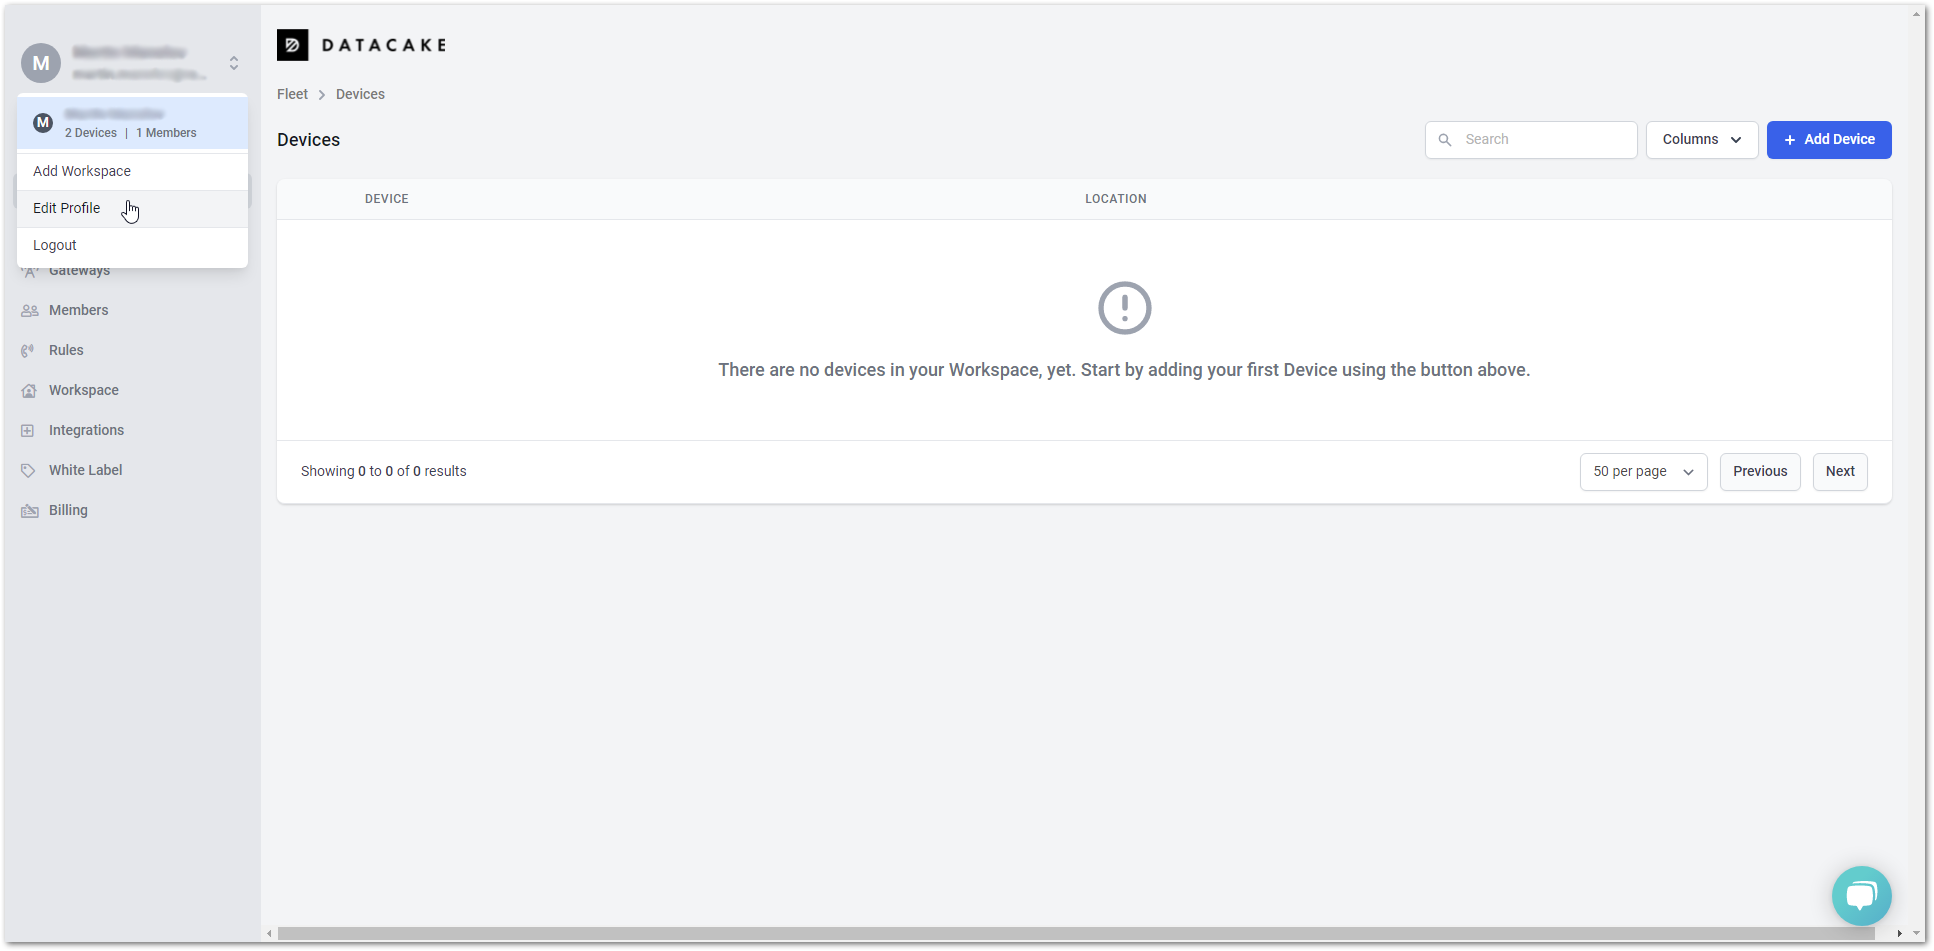 M
M
2 Devices | 1 Members
Add Workspace
Edit Profile
Logout
Gateways
Members
Rules
Workspace
Integrations
White Label
Billing
DATACAKE
Fleet > Devices
Devices
Search
Columns
+ Add Device
DEVICE LOCATION
There are no devices in your Workspace, yet. Start by adding your first Device using the button above.
Showing 0 to 0 of 0 results
50 per page
Previous
Next